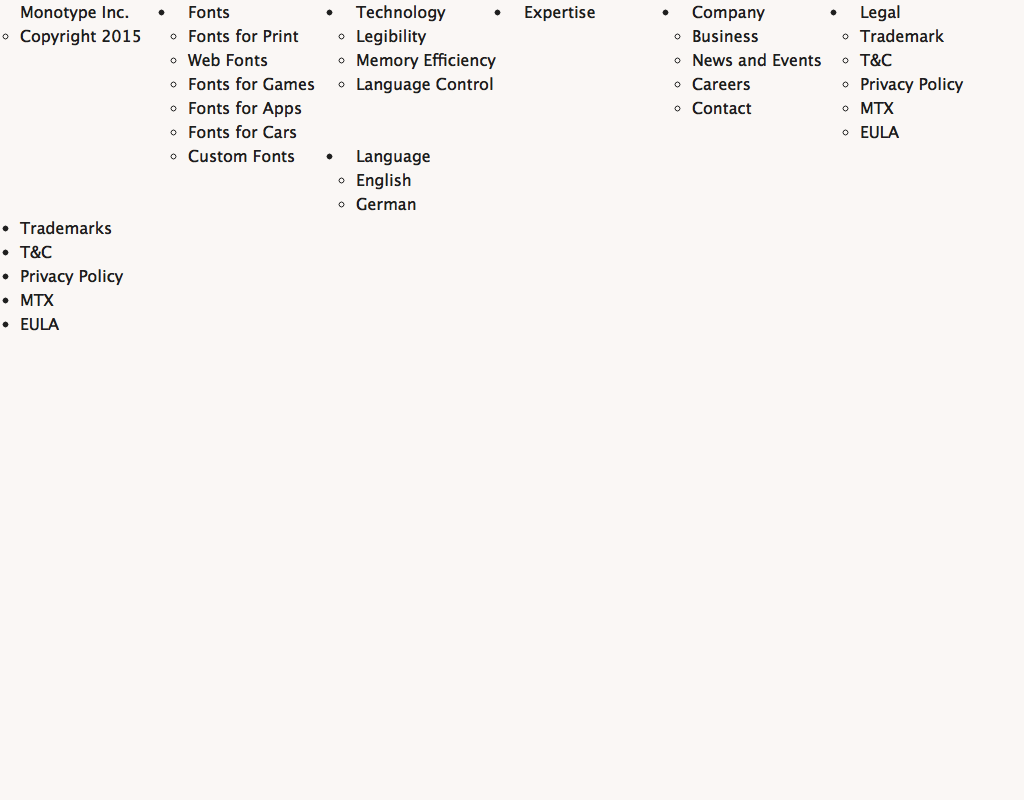 Monotype Inc.
Copyright 2015
Fonts
Fonts for Print
Web Fonts
Fonts for Games
Fonts for Apps
Fonts for Cars
Custom Fonts
Technology
Legibility
Memory Efficiency
Language Control
Language
English
German
Expertise
Company
Business
News and Events
Careers
Contact
Legal
Trademark
T&C
Privacy Policy
MTX
EULA
Trademarks
T&C
Privacy Policy
MTX
EULA